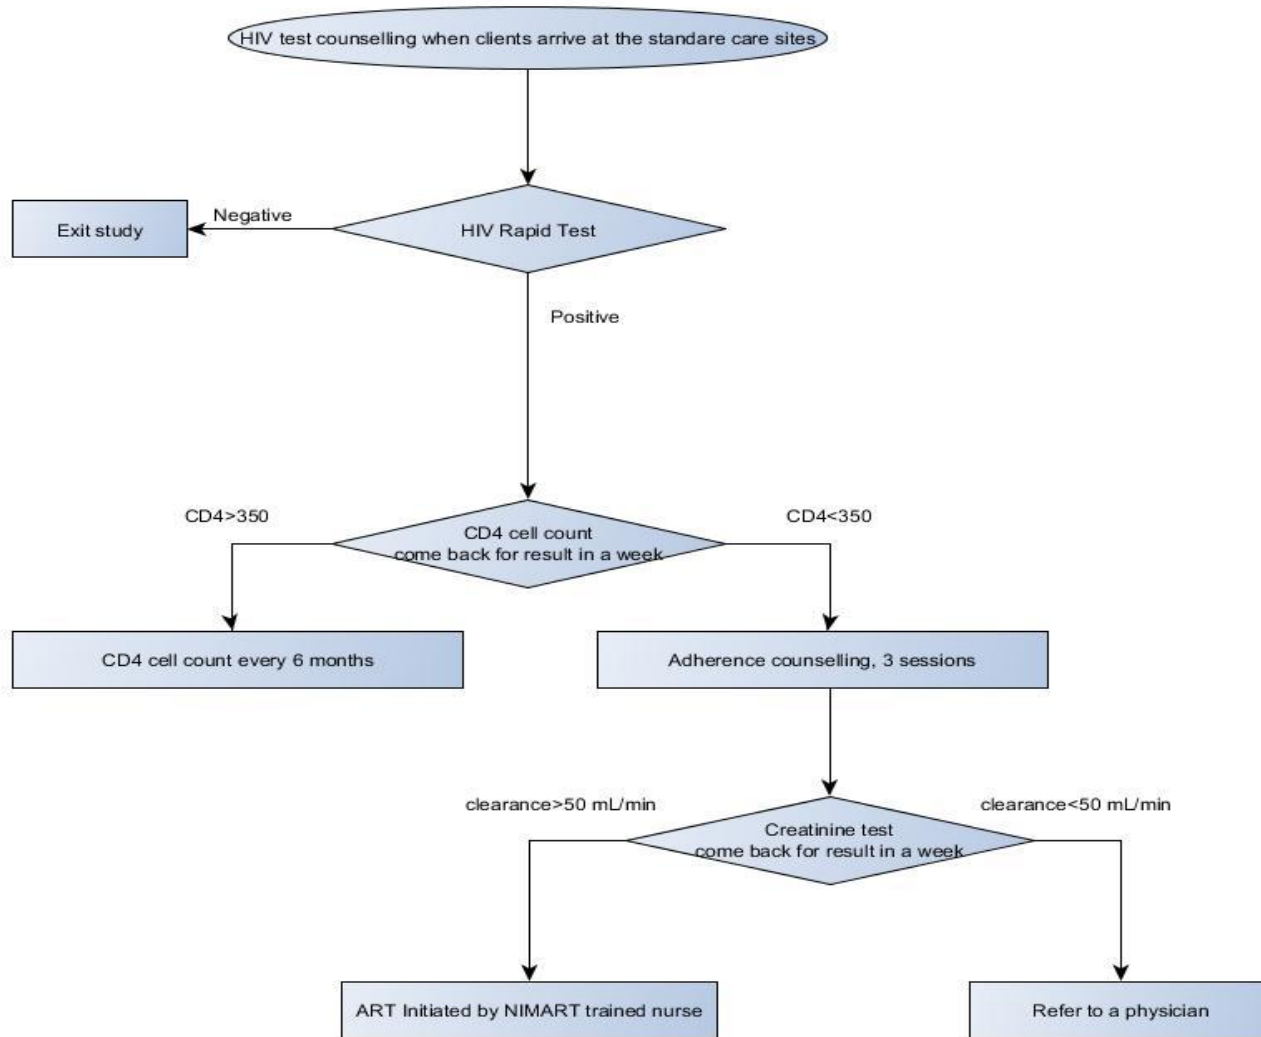 HIV test counselling when clients arrive at the standare care sites
Exit study
Negative
HIV Rapid Test
Positive
CD4>350
CD4<350
CD4 cell count
come back for result in a week
CD4 cell count every 6 months
Adherence counselling, 3 sessions
clearance>50 mL/min
clearance<50 mL/min
Creatinine test
come back for result in a week
ART Initiated by NIMART trained nurse
Refer to a physician